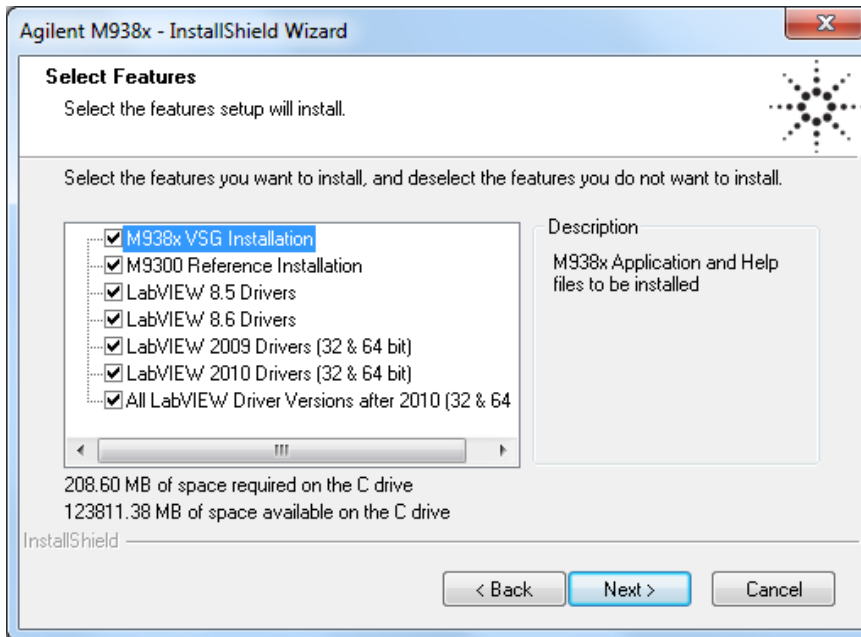 Agilent M938x - InstallShield Wizard
Select Features
Select the features setup will install.
Select the features you want to install, and deselect the features you do not want to install.
M938x VSG Installation
M9300 Reference Installation
LabVIEW 8.5 Drivers
LabVIEW 8.6 Drivers
LabVIEW 2009 Drivers (32 & 64 bit)
LabVIEW 2010 Drivers (32 & 64 bit)
All LabVIEW Driver Versions after 2010 (32 & 64
Description
M938x Application and Help
files to be installed
208.60 MB of space required on the C drive
123811.38 MB of space available on the C drive
InstallShield
< Back
Next >
Cancel